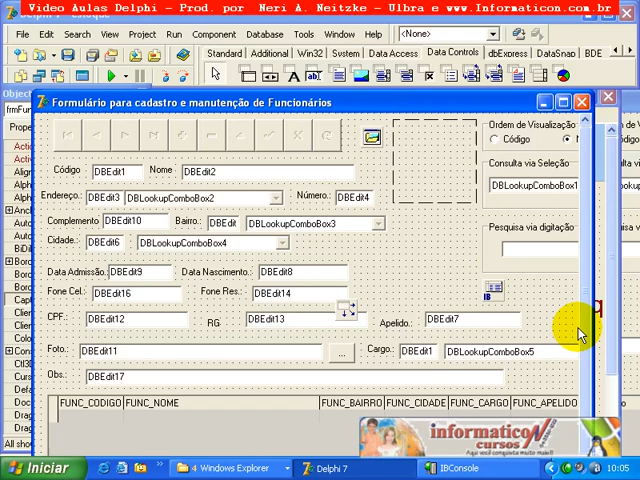 Video Aulas Delphi - Prod. por Neri A. Neitzke - Ulbra e www.Informaticon.com.br
File Edit Search View Project Run Component Database Tools Window Help
<None>
Standard Additional Win32 System Data Access Data Controls dbExpress DataSnap BDE
Formulário para cadastro e manutenção de Funcionários
Ordem de Visualização
Código
Código DBEdit1 Nome DBEdit2
Consulta via Seleção
DBLookupComboBox1
Endereço.: DBEdit3 DBLookupComboBox2 Número.: DBEdit4
Complemento DBEdit10 Bairro.: DBEdit DBLookupComboBox3
Pesquisa via digitação
Cidade.: DBEdit6 DBLookupComboBox4
Data Admissão.: DBEdit9 Data Nascimento.: DBEdit8
Fone Cel.: DBEdit16 Fone Res.: DBEdit14
IB
CPF.: DBEdit12 RG DBEdit13 Apelido.: DBEdit7
Foto.: DBEdit11 ... Cargo.: DBEdit1 DBLookupComboBox5
Obs.: DBEdit17
FUNC_CODIGO FUNC_NOME FUNC_BAIRRO FUNC_CIDADE FUNC_CARGO FUNC_APELIDO
informaticon
cursos
All show
Iniciar 4 Windows Explorer Delphi 7 IBConsole 10:05